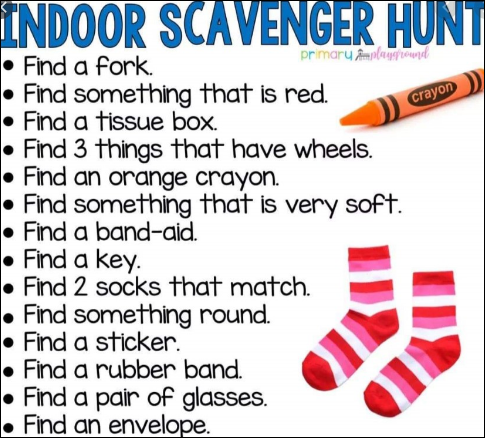 INDOOR SCAVENGER HUNT
primary playground
• Find a fork.
• Find something that is red.
crayon
• Find a tissue box.
• Find 3 things that have wheels.
• Find an orange crayon.
• Find something that is very soft.
• Find a band-aid.
• Find a key.
• Find 2 socks that match.
• Find something round.
• Find a sticker.
• Find a rubber band.
• Find a pair of glasses.
• Find an envelope.